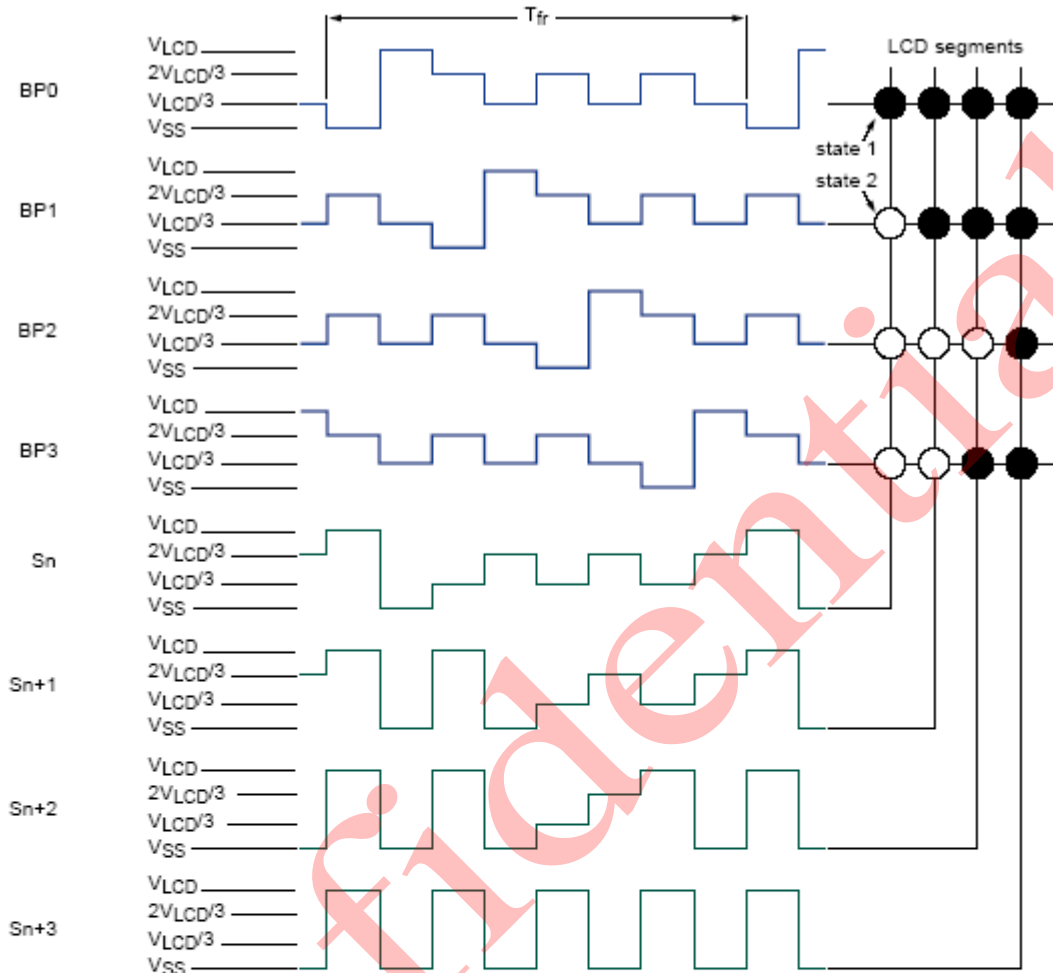 Tfr
VLCD
2VLCD/3
VLCD/3
VSS
BP0
LCD segments
state 1
VLCD
2VLCD/3
VLCD/3
VSS
BP1
state 2
VLCD
2VLCD/3
VLCD/3
VSS
BP2
VLCD
2VLCD/3
VLCD/3
VSS
BP3
VLCD
2VLCD/3
VLCD/3
VSS
Sn
VLCD
2VLCD/3
VLCD/3
VSS
Sn+1
VLCD
2VLCD/3
VLCD/3
VSS
Sn+2
VLCD
2VLCD/3
VLCD/3
VSS
Sn+3
fidential